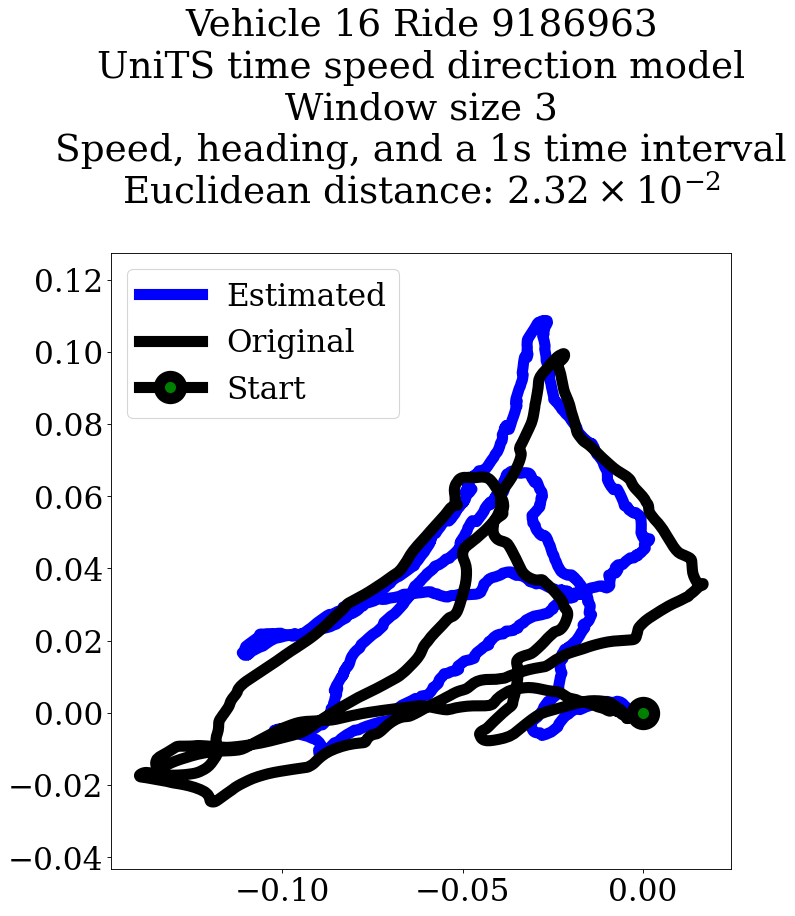 Vehicle 16 Ride 9186963
UniTS time speed direction model
Window size 3
Speed, heading, and a 1s time interval
Euclidean distance: 2.32 × 10⁻²
0.12
0.10
0.08
0.06
0.04
0.02
0.00
−0.02
−0.04
Estimated
Original
Start
−0.10
−0.05
0.00